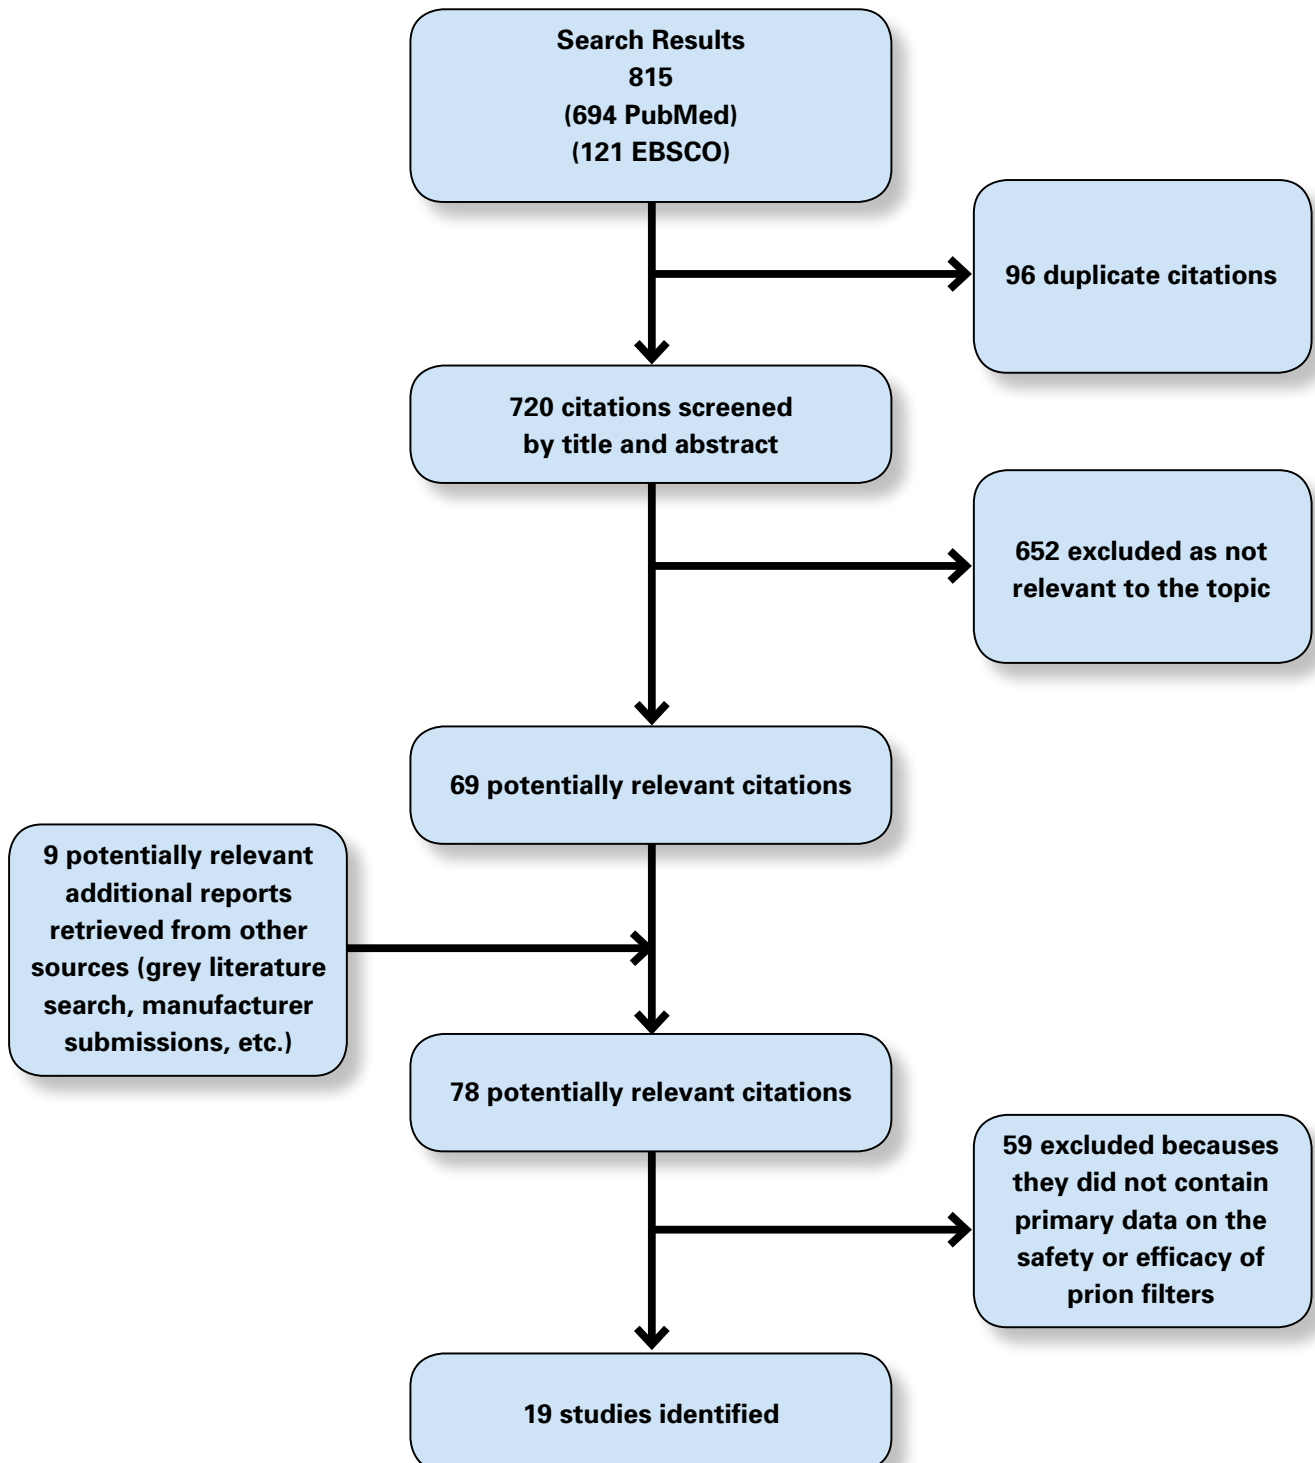 Search Results
815
(694 PubMed)
(121 EBSCO)
96 duplicate citations
720 citations screened
by title and abstract
652 excluded as not
relevant to the topic
69 potentially relevant citations
9 potentially relevant
additional reports
retrieved from other
sources (grey literature
search, manufacturer
submissions, etc.)
78 potentially relevant citations
59 excluded becauses
they did not contain
primary data on the
safety or efficacy of
prion filters
19 studies identified